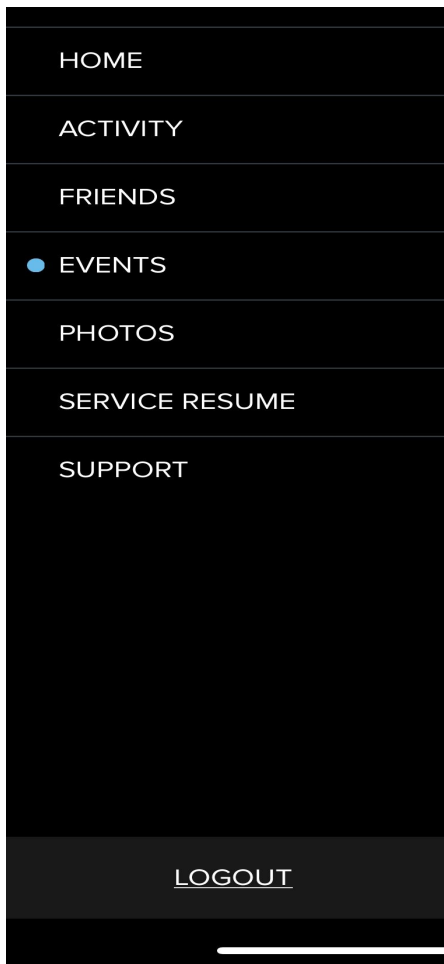 HOME
ACTIVITY
FRIENDS
EVENTS
PHOTOS
SERVICE RESUME
SUPPORT
LOGOUT